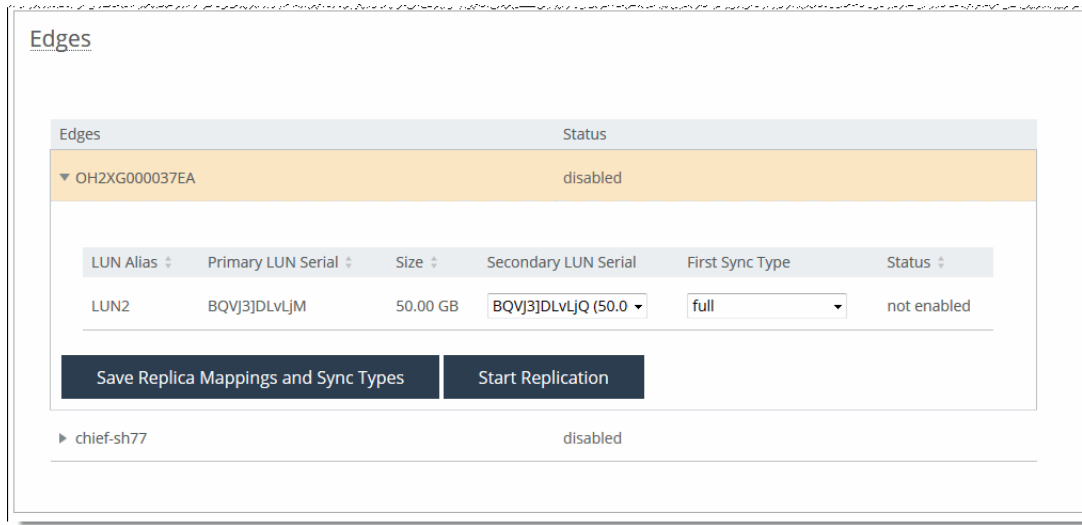 Edges
Edges Status
OH2XG000037EA disabled
LUN Alias Primary LUN Serial Size Secondary LUN Serial First Sync Type Status
LUN2 BQVJ3]DLvLjM 50.00 GB BQVJ3]DLvLjQ (50.0 full not enabled
Save Replica Mappings and Sync Types Start Replication
chief-sh77 disabled